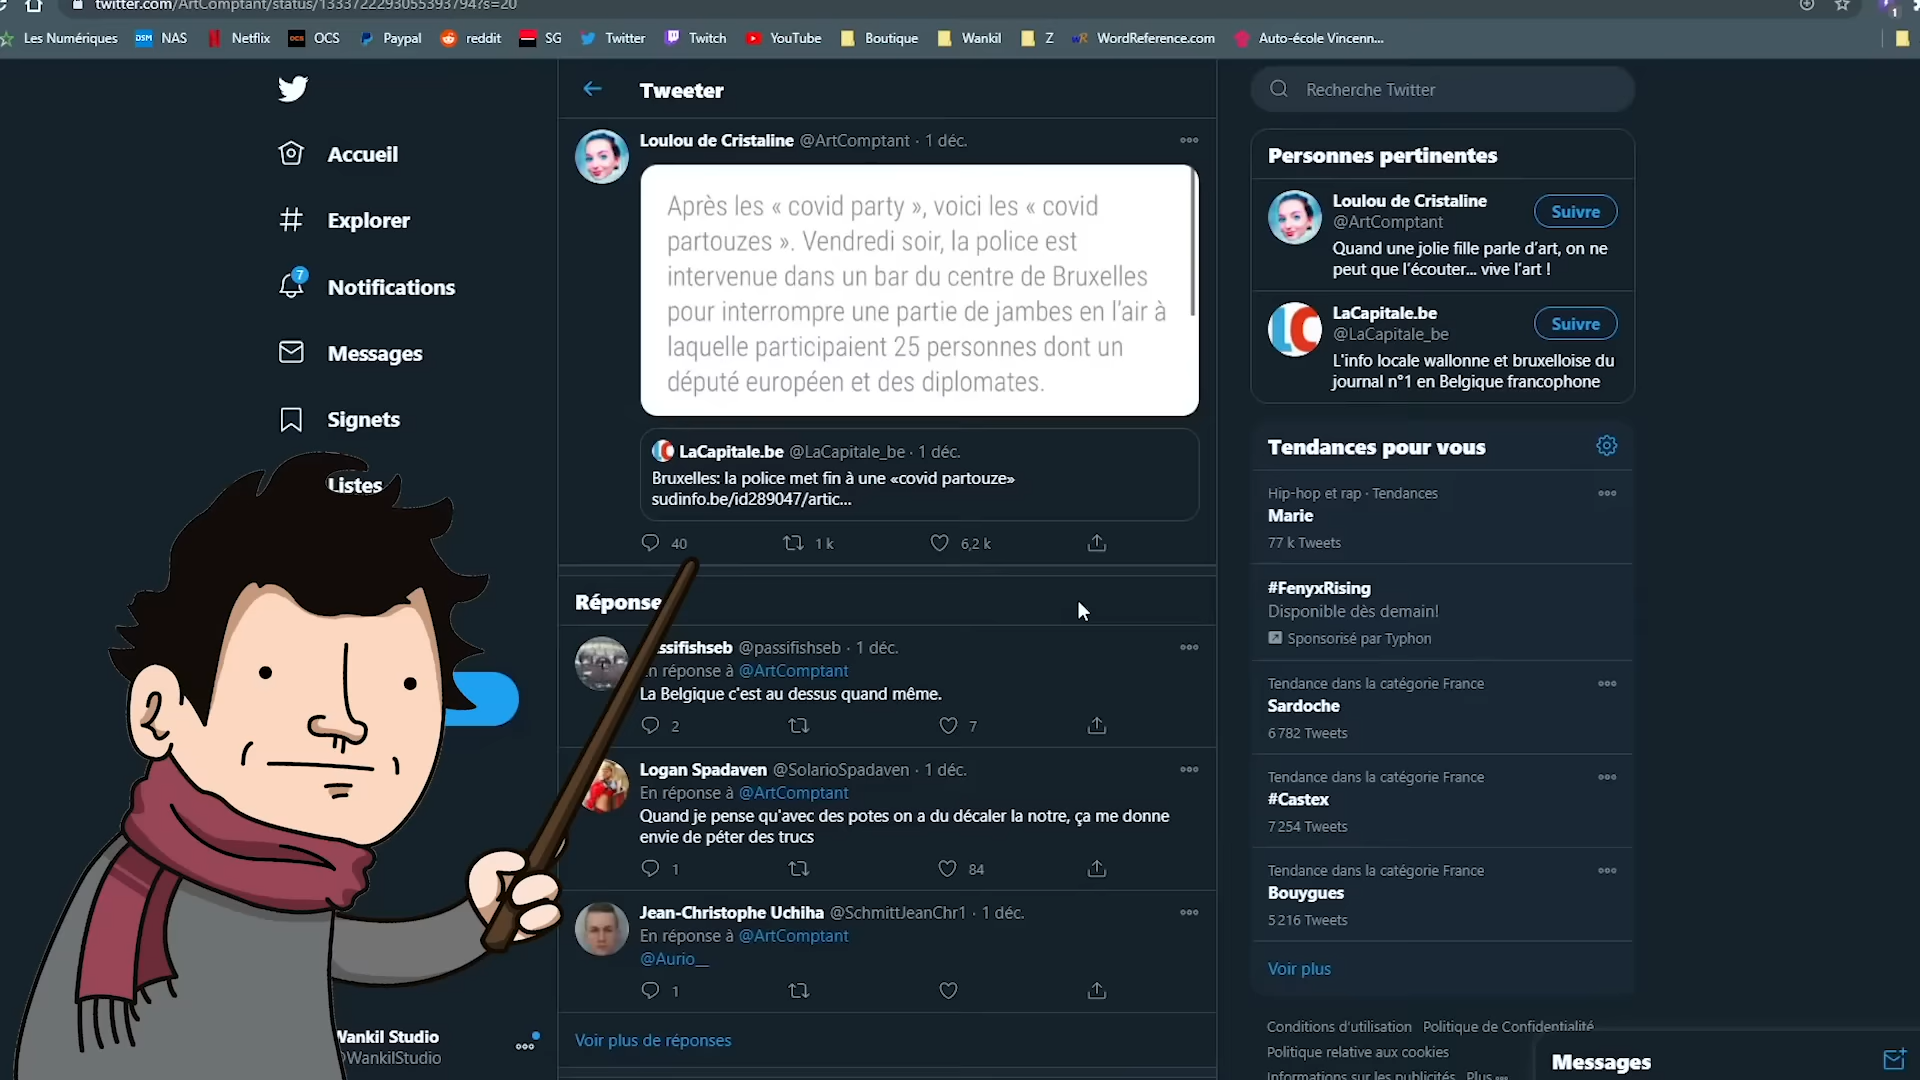 twitter.com/ArtComptant/status/1333722293055393794?s=20
Les Numériques NAS Netflix OCS Paypal reddit SG Twitter Twitch YouTube Boutique Wankil Z WordReference.com Auto-école Vincenn...
Accueil
Explorer
7
Notifications
Messages
Signets
Listes
Wankil Studio
@WankilStudio
Tweeter
Loulou de Cristaline @ArtComptant · 1 déc.
Après les « covid party », voici les « covid
partouzes ». Vendredi soir, la police est
intervenue dans un bar du centre de Bruxelles
pour interrompre une partie de jambes en l'air à
laquelle participaient 25 personnes dont un
député européen et des diplomates.
LaCapitale.be @LaCapitale_be · 1 déc.
Bruxelles: la police met fin à une «covid partouze»
sudinfo.be/id289047/artic...
40 1 k 6,2 k
Réponse
ssifishseb @passifishseb · 1 déc.
En réponse à @ArtComptant
La Belgique c'est au dessus quand même.
2 7
Logan Spadaven @SolarioSpadaven · 1 déc.
En réponse à @ArtComptant
Quand je pense qu'avec des potes on a du décaler la notre, ça me donne
envie de péter des trucs
1 84
Jean-Christophe Uchiha @SchmittJeanChr1 · 1 déc.
En réponse à @ArtComptant
@Aurio__
1
Voir plus de réponses
Recherche Twitter
Personnes pertinentes
Loulou de Cristaline
@ArtComptant
Suivre
Quand une jolie fille parle d'art, on ne
peut que l'écouter... vive l'art !
LaCapitale.be
@LaCapitale_be
Suivre
L'info locale wallonne et bruxelloise du
journal n°1 en Belgique francophone
Tendances pour vous
Hip-hop et rap · Tendances
Marie
77 k Tweets
#FenyxRising
Disponible dès demain!
Sponsorisé par Typhon
Tendance dans la catégorie France
Sardoche
6 782 Tweets
Tendance dans la catégorie France
#Castex
7 254 Tweets
Tendance dans la catégorie France
Bouygues
5 216 Tweets
Voir plus
Conditions d'utilisation Politique de Confidentialité
Politique relative aux cookies
Informations sur les publicités Plus
Messages